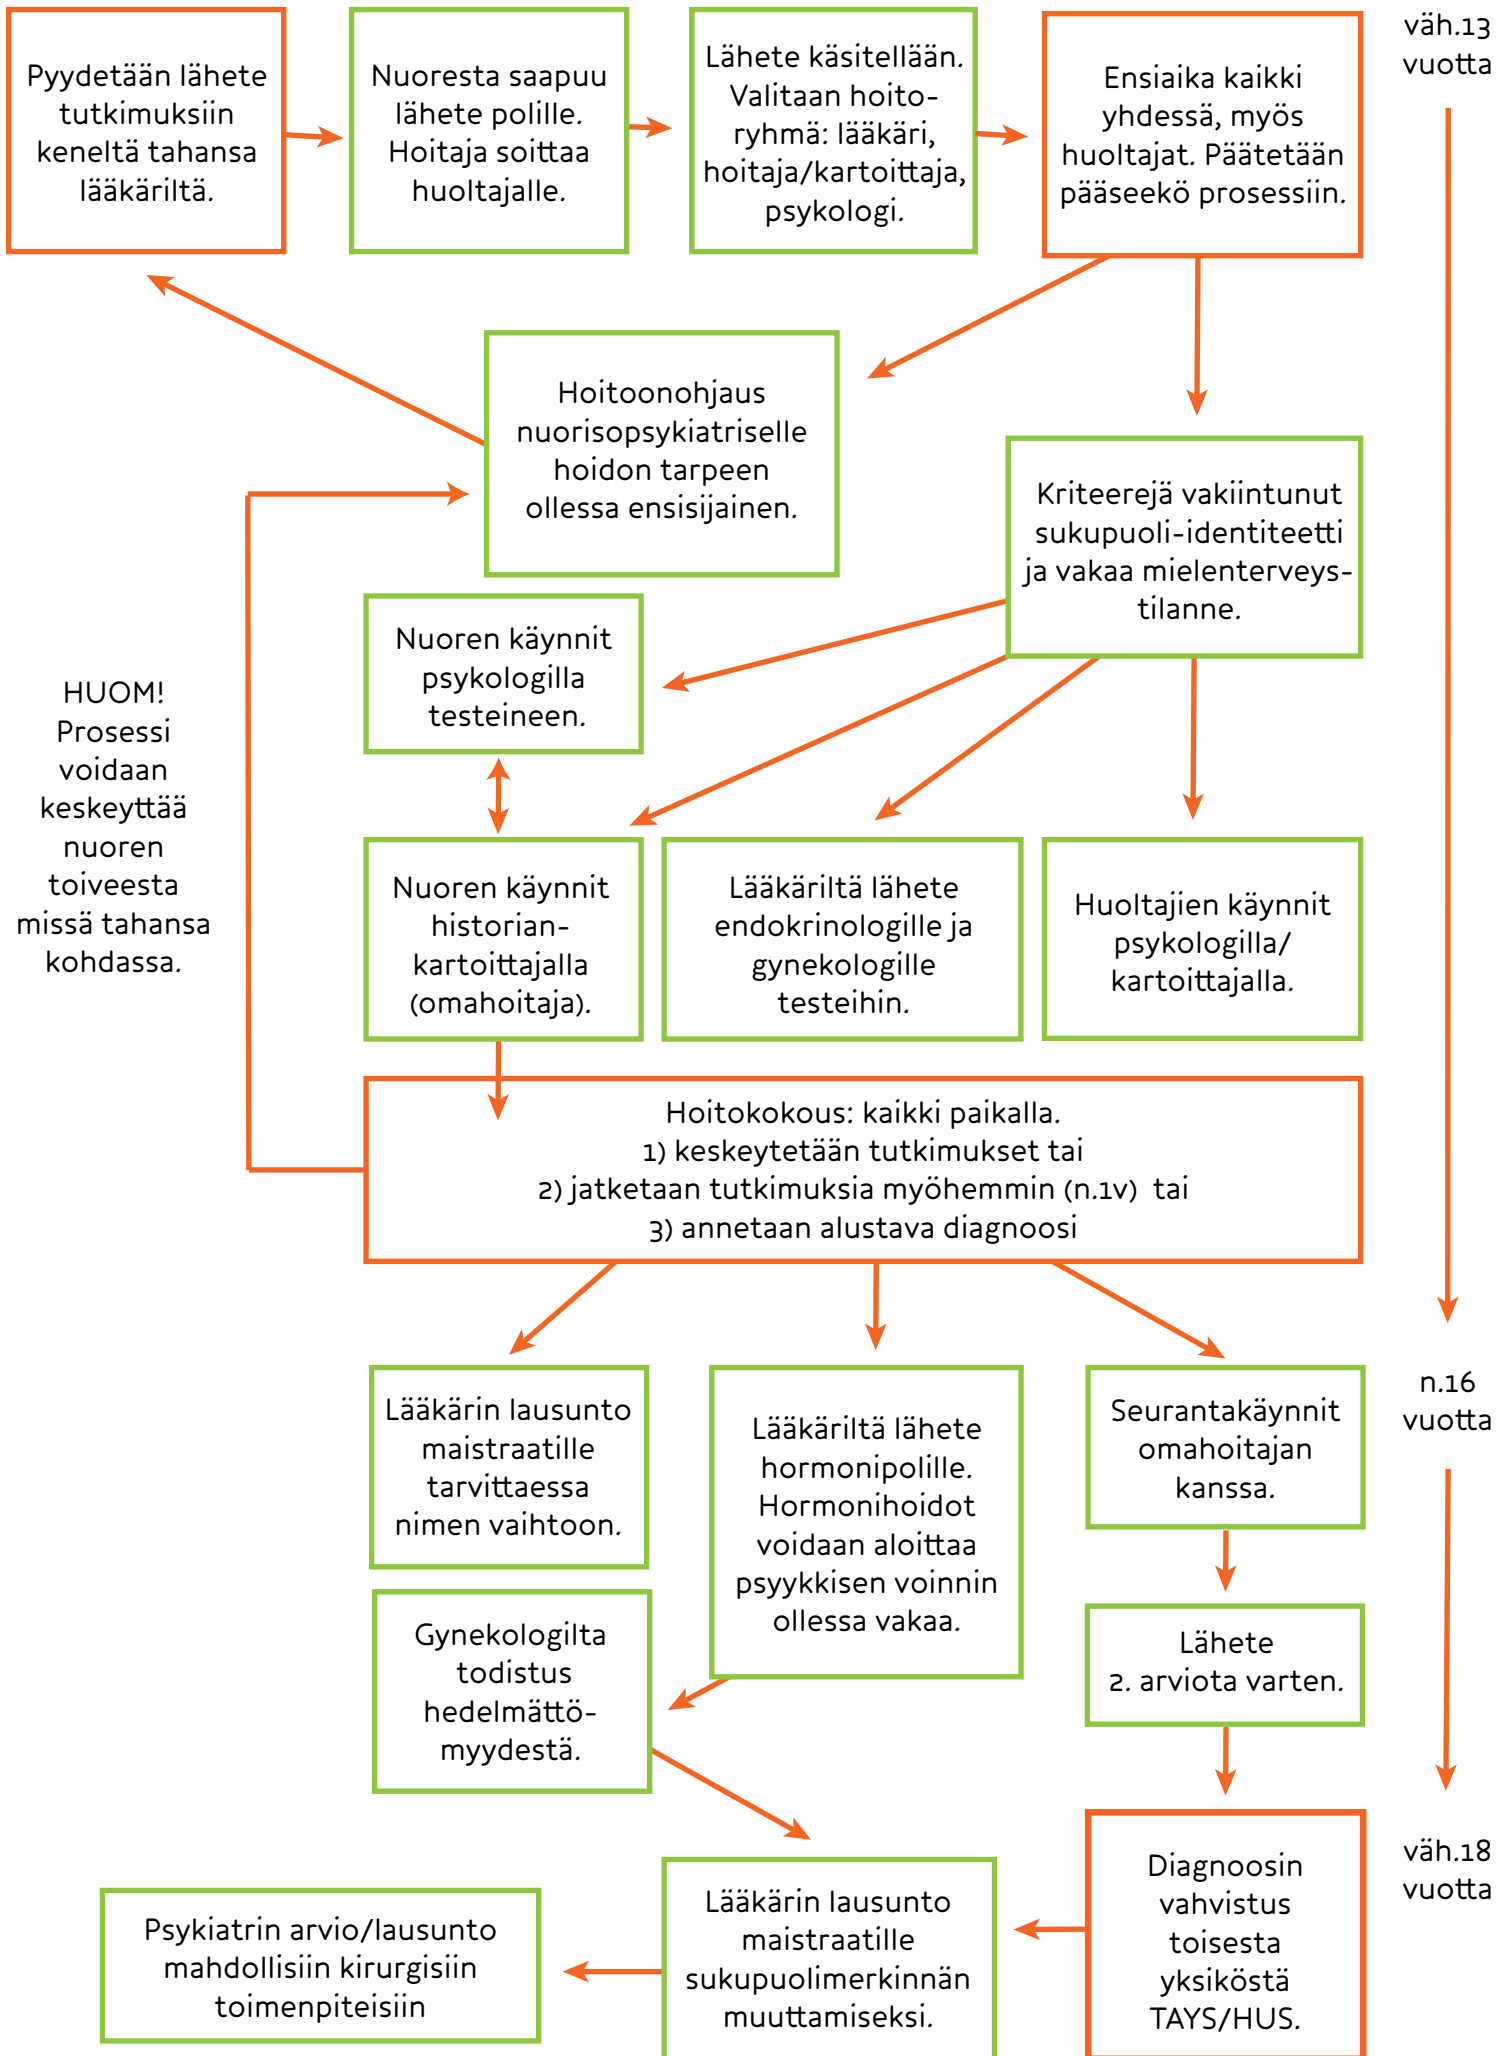 Pyydetään lähete
tutkimuksiin
keneltä tahansa
lääkäriltä.
Nuoresta saapuu
lähete polille.
Hoitaja soittaa
huoltajalle.
Lähete käsitellään.
Valitaan hoito-
ryhmä: lääkäri,
hoitaja/kartoittaja,
psykologi.
Ensiaika kaikki
yhdessä, myös
huoltajat. Päätetään
pääseekö prosessiin.
väh.13
vuotta
Hoitoonohjaus
nuorisopsykiatriselle
hoidon tarpeen
ollessa ensisijainen.
Kriteerejä vakiintunut
sukupuoli-identiteetti
ja vakaa mielenterveys-
tilanne.
HUOM!
Prosessi
voidaan
keskeyttää
nuoren
toiveesta
missä tahansa
kohdassa.
Nuoren käynnit
psykologilla
testeineen.
Nuoren käynnit
historian-
kartoittajalla
(omahoitaja).
Lääkäriltä lähete
endokrinologille ja
gynekologille
testeihin.
Huoltajien käynnit
psykologilla/
kartoittajalla.
Hoitokokous: kaikki paikalla.
1) keskeytetään tutkimukset tai
2) jatketaan tutkimuksia myöhemmin (n.1v) tai
3) annetaan alustava diagnoosi
Lääkärin lausunto
maistraatille
tarvittaessa
nimen vaihtoon.
Lääkäriltä lähete
hormonipolille.
Hormonihoidot
voidaan aloittaa
psyykkisen voinnin
ollessa vakaa.
Seurantakäynnit
omahoitajan
kanssa.
n.16
vuotta
Gynekologilta
todistus
hedelmättö-
myydestä.
Lähete
2. arviota varten.
Psykiatrin arvio/lausunto
mahdollisiin kirurgisiin
toimenpiteisiin
Lääkärin lausunto
maistraatille
sukupuolimerkinnän
muuttamiseksi.
Diagnoosin
vahvistus
toisesta
yksiköstä
TAYS/HUS.
väh.18
vuotta